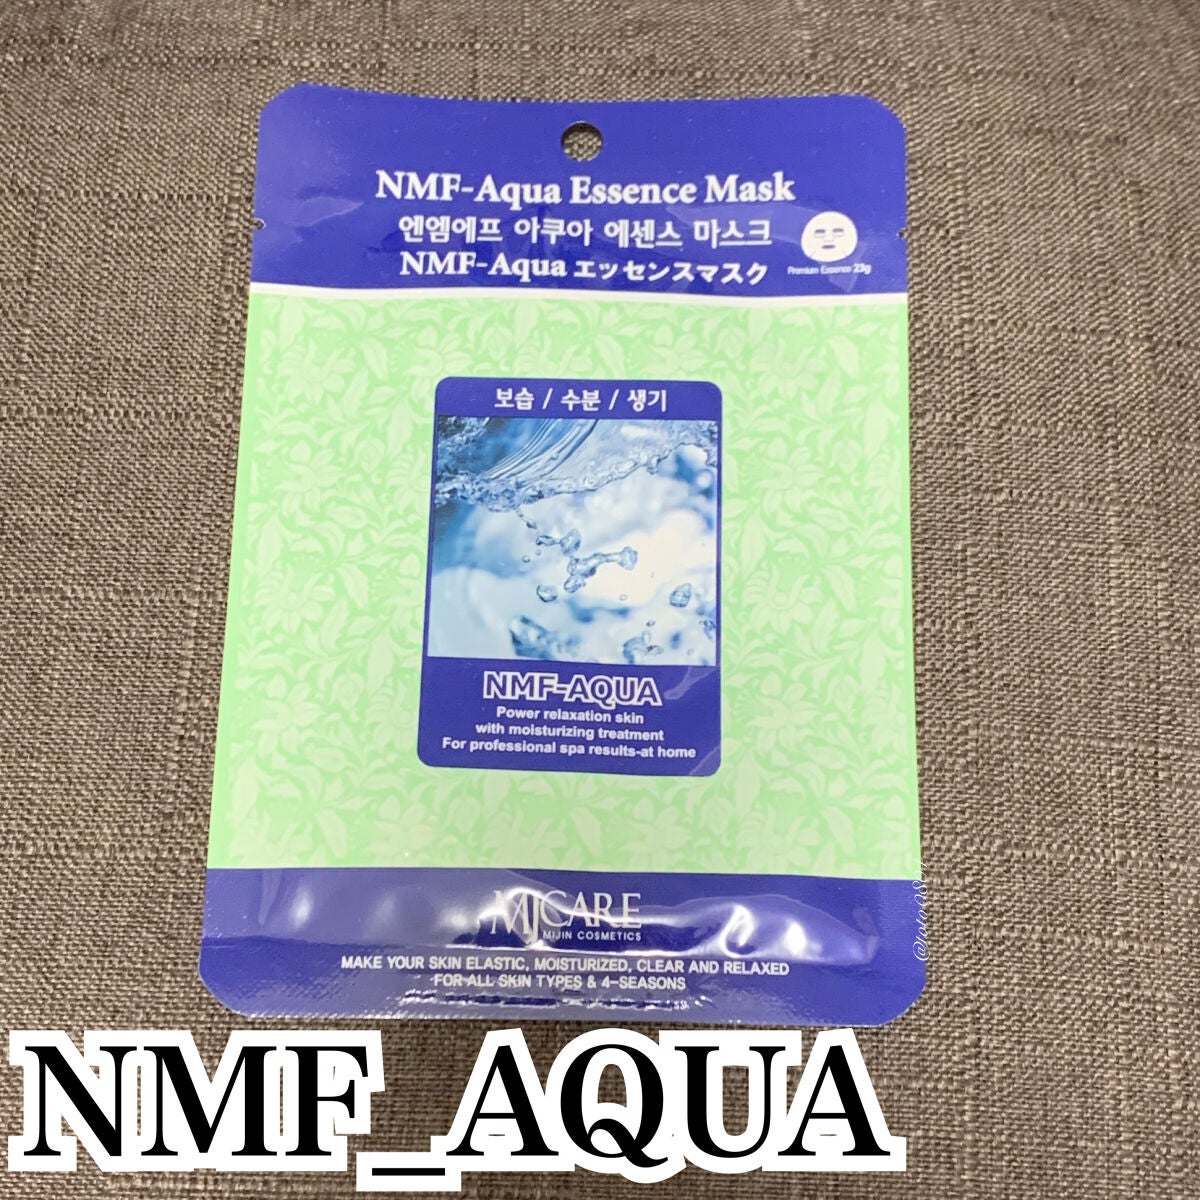 NMF-Aqua Essence Mask
엔엠에프 아쿠아 에센스 마스크
NMF-Aqua エッセンスマスク
Premium Essence 23g
보습 / 수분 / 생기
NMF-AQUA
Power relaxation skin
with moisturizing treatment
For professional spa results-at home
MJCARE
MIJIN COSMETICS
MAKE YOUR SKIN ELASTIC, MOISTURIZED, CLEAR AND RELAXED
FOR ALL SKIN TYPES & 4-SEASONS
NMF_AQUA